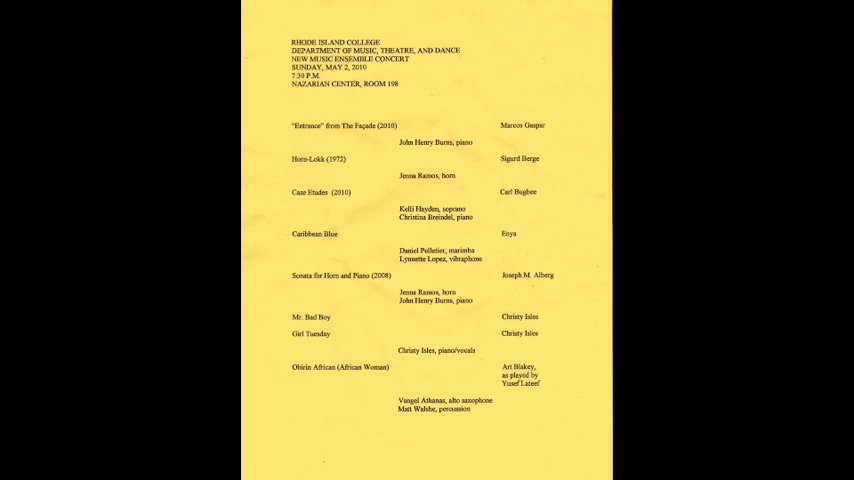 RHODE ISLAND COLLEGE
DEPARTMENT OF MUSIC, THEATRE, AND DANCE
NEW MUSIC ENSEMBLE CONCERT
SUNDAY, MAY 2, 2010
7:30 P.M.
NAZARIAN CENTER, ROOM 198
"Entrance" from The Façade (2010) Marcos Gaspar
John Henry Burns, piano
Horn-Lokk (1972) Sigurd Berge
Jenna Ramos, horn
Case Etudes (2010) Carl Bugbee
Kelli Hayden, soprano
Christina Breindel, piano
Caribbean Blue Enya
Daniel Pelletier, marimba
Lynnette Lopez, vibraphone
Sonata for Horn and Piano (2008) Joseph M. Alberg
Jenna Ramos, horn
John Henry Burns, piano
Mr. Bad Boy Christy Isles
Girl Tuesday Christy Isles
Christy Isles, piano/vocals
Obirin African (African Woman) Art Blakey,
as played by
Yusef Lateef
Vangel Athanas, alto saxophone
Matt Walshe, percussion